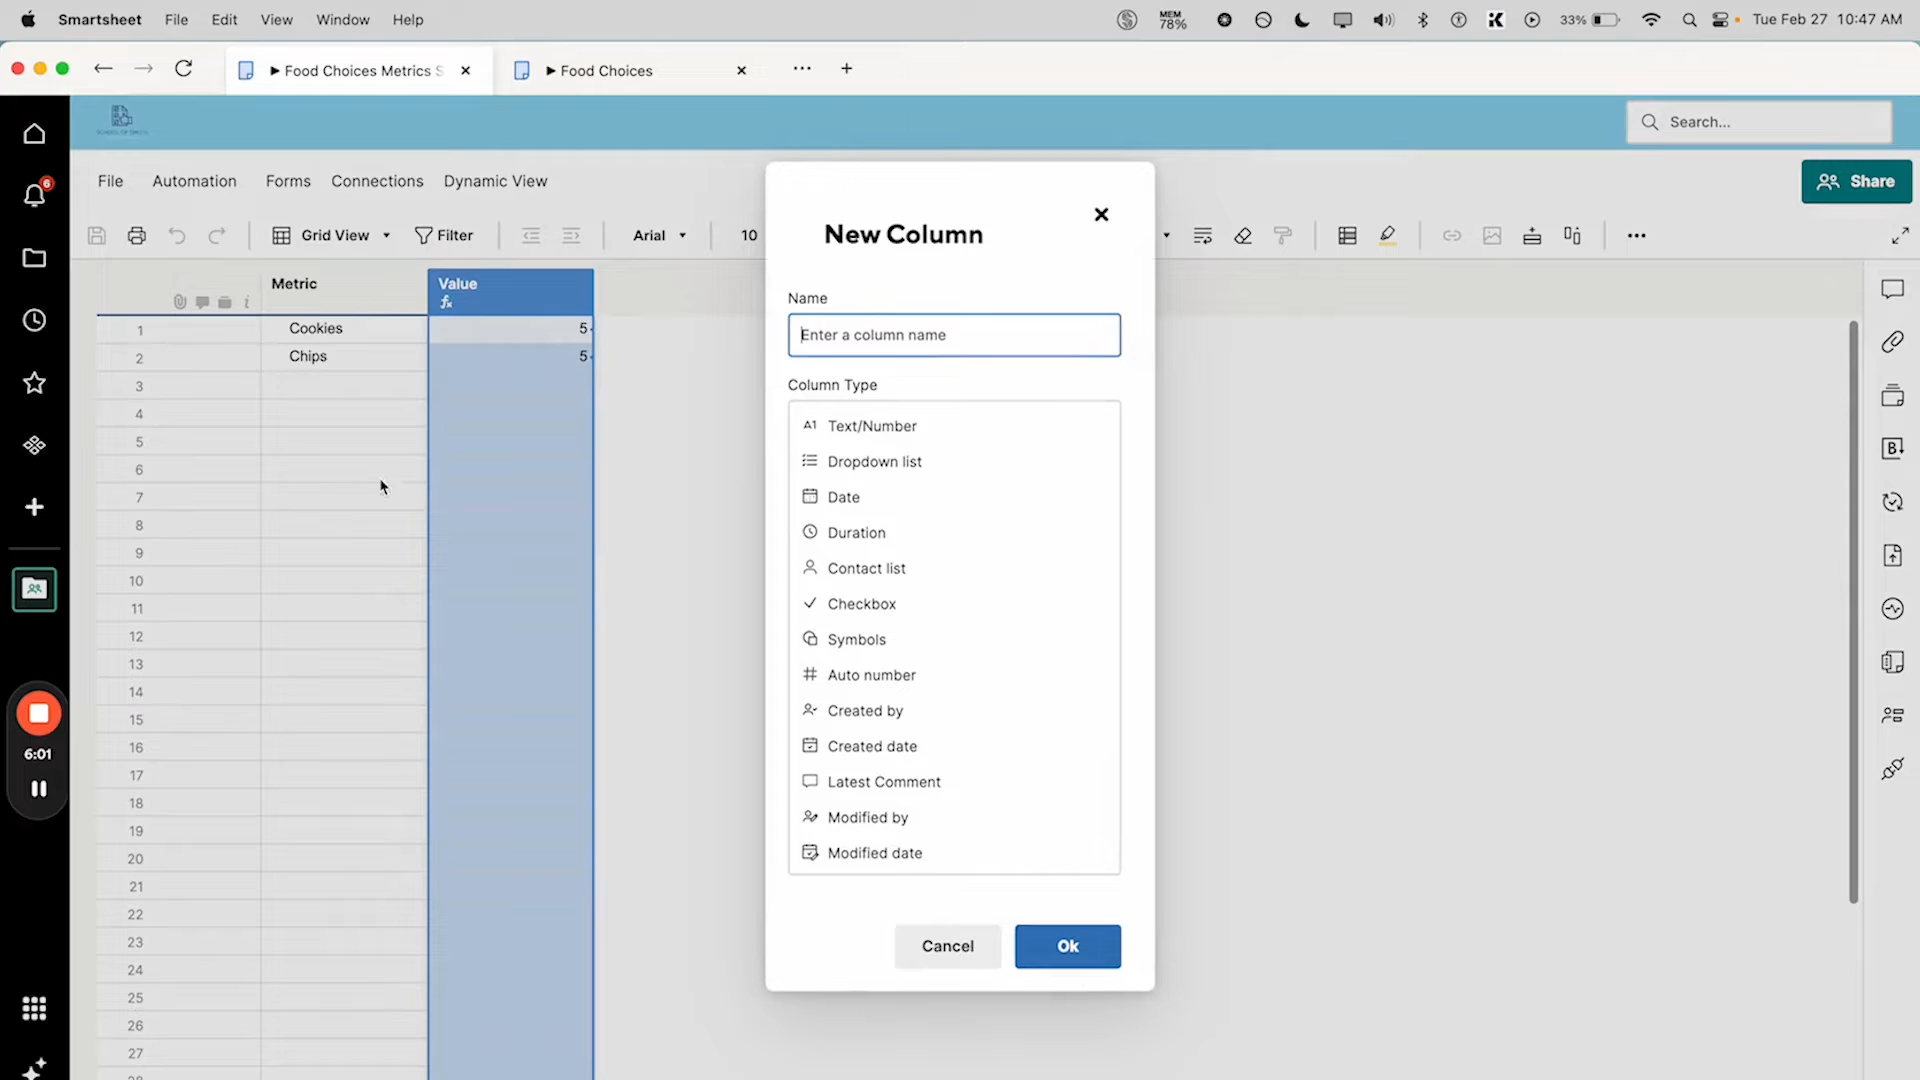 Smartsheet File Edit View Window Help MEM 78% 33% Tue Feb 27 10:47 AM
Food Choices Metrics S Food Choices
Search...
File Automation Forms Connections Dynamic View
Share
6
Grid View Filter Arial 10
Metric Value
fx
1 Cookies 5
2 Chips 5
3
4
5
6
7
8
9
10
11
12
13
14
15
16
17
18
19
20
21
22
23
24
25
26
27
6:01
New Column
Name
Enter a column name
Column Type
A1 Text/Number
Dropdown list
Date
Duration
Contact list
Checkbox
Symbols
Auto number
Created by
Created date
Latest Comment
Modified by
Modified date
Cancel Ok